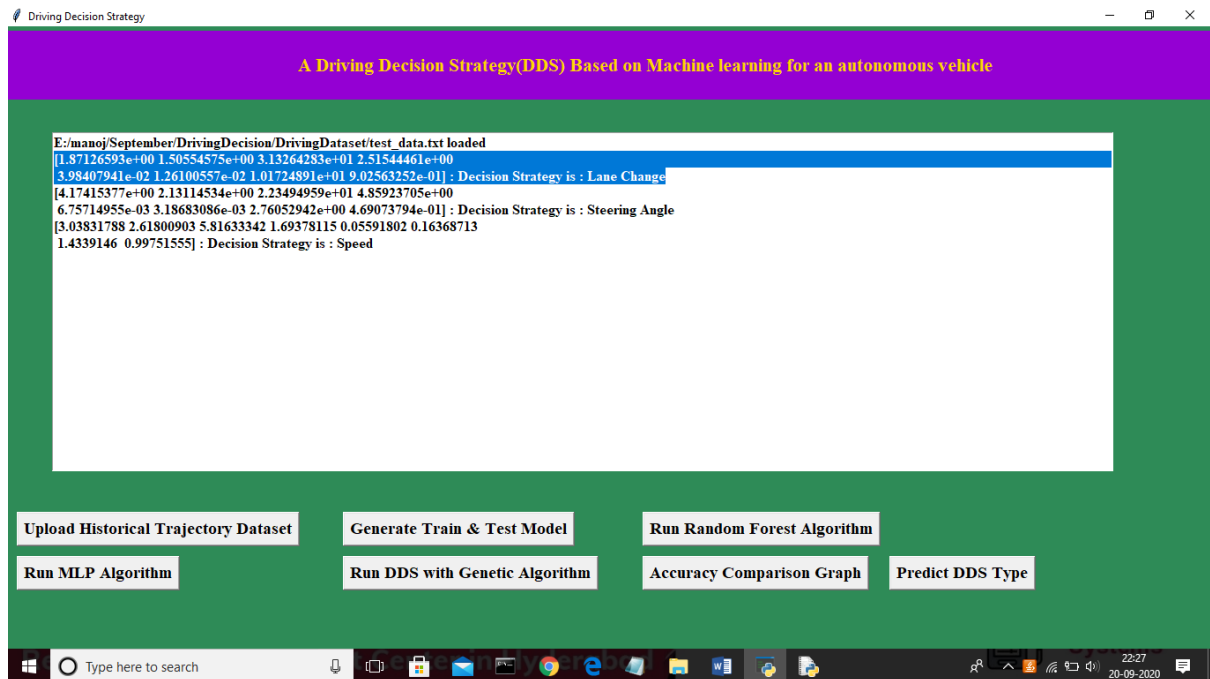 Driving Decision Strategy
A Driving Decision Strategy(DDS) Based on Machine learning for an autonomous vehicle
E:/manoj/September/DrivingDecision/DrivingDataset/test_data.txt loaded
[1.87126593e+00 1.50554575e+00 3.13264283e+01 2.51544461e+00
3.98407941e-02 1.26100557e-02 1.01724891e+01 9.02563252e-01] : Decision Strategy is : Lane Change
[4.17415377e+00 2.13114534e+00 2.23494959e+01 4.85923705e+00
6.75714955e-03 3.18683086e-03 2.76052942e+00 4.69073794e-01] : Decision Strategy is : Steering Angle
[3.03831788 2.61800903 5.81633342 1.69378115 0.05591802 0.16368713
1.4339146 0.99751555] : Decision Strategy is : Speed
Upload Historical Trajectory Dataset
Generate Train & Test Model
Run Random Forest Algorithm
Run MLP Algorithm
Run DDS with Genetic Algorithm
Accuracy Comparison Graph
Predict DDS Type
Type here to search
22:27
20-09-2020